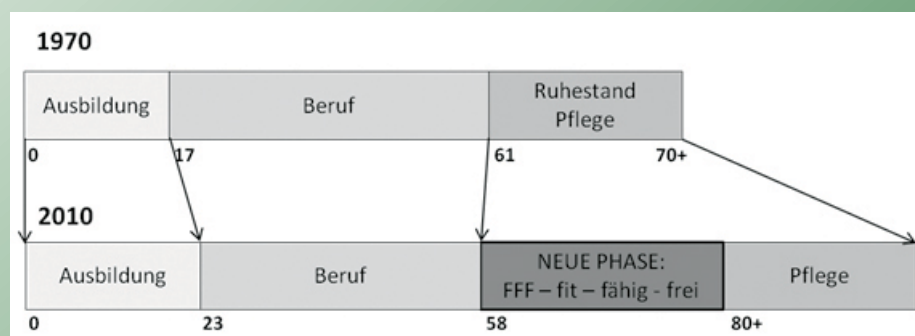 1970
Ausbildung
Beruf
Ruhestand
Pflege
0
17
61
70+
2010
Ausbildung
Beruf
NEUE PHASE:
FFF – fit – fähig - frei
Pflege
0
23
58
80+